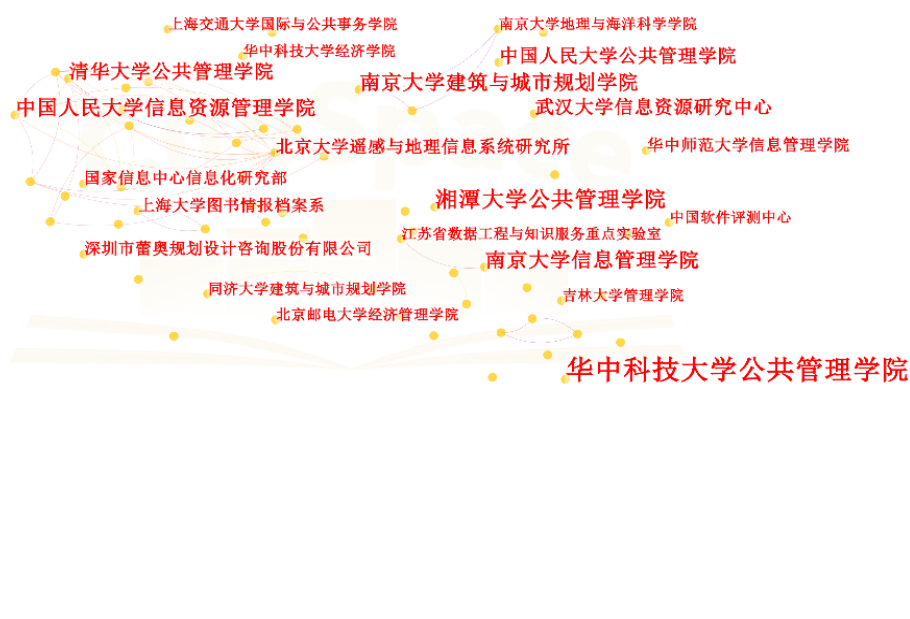 上海交通大学国际与公共事务学院
南京大学地理与海洋科学学院
华中科技大学经济学院
中国人民大学公共管理学院
清华大学公共管理学院
南京大学建筑与城市规划学院
中国人民大学信息资源管理学院
武汉大学信息资源研究中心
北京大学遥感与地理信息系统研究所
华中师范大学信息管理学院
国家信息中心信息化研究部
湘潭大学公共管理学院
上海大学图书情报档案系
中国软件评测中心
江苏省数据工程与知识服务重点实验室
深圳市蕾奥规划设计咨询股份有限公司
南京大学信息管理学院
同济大学建筑与城市规划学院
吉林大学管理学院
北京邮电大学经济管理学院
华中科技大学公共管理学院